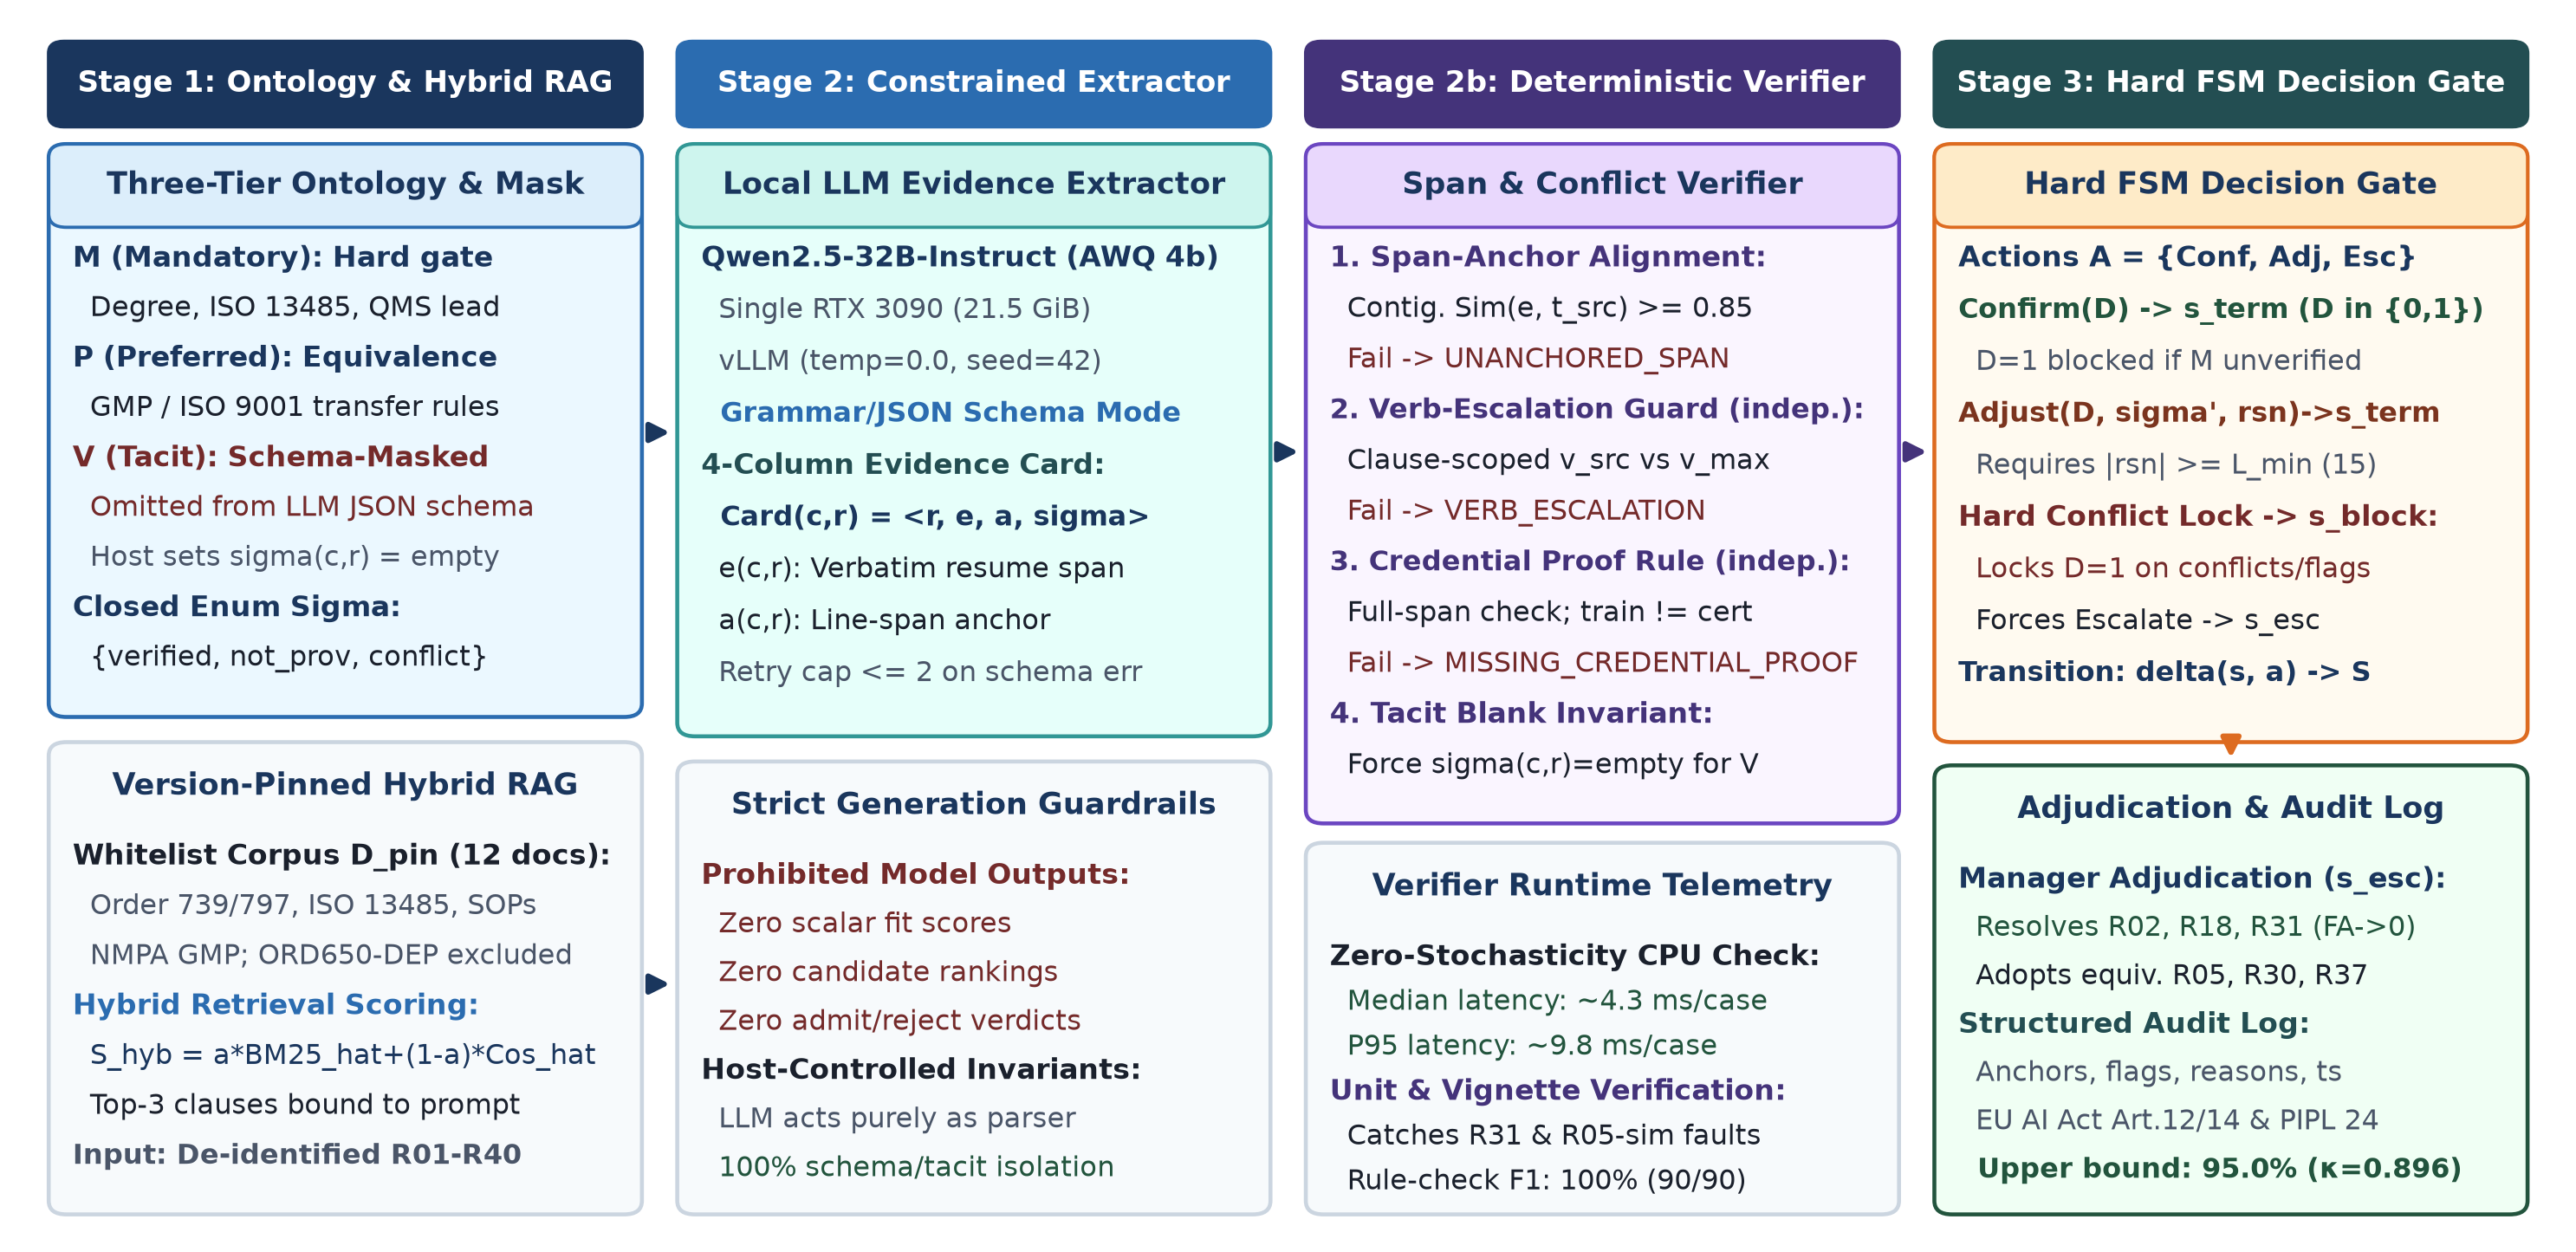 Stage 1: Ontology & Hybrid RAG
Three-Tier Ontology & Mask
M (Mandatory): Hard gate
Degree, ISO 13485, QMS lead
P (Preferred): Equivalence
GMP / ISO 9001 transfer rules
V (Tacit): Schema-Masked
Omitted from LLM JSON schema
Host sets sigma(c,r) = empty
Closed Enum Sigma:
{verified, not_prov, conflict}
Version-Pinned Hybrid RAG
Whitelist Corpus D_pin (12 docs):
Order 739/797, ISO 13485, SOPs
NMPA GMP; ORD650-DEP excluded
Hybrid Retrieval Scoring:
S_hyb = a*BM25_hat+(1-a)*Cos_hat
Top-3 clauses bound to prompt
Input: De-identified R01-R40
Stage 2: Constrained Extractor
Local LLM Evidence Extractor
Qwen2.5-32B-Instruct (AWQ 4b)
Single RTX 3090 (21.5 GiB)
vLLM (temp=0.0, seed=42)
Grammar/JSON Schema Mode
4-Column Evidence Card:
Card(c,r) = <r, e, a, sigma>
e(c,r): Verbatim resume span
a(c,r): Line-span anchor
Retry cap <= 2 on schema err
Strict Generation Guardrails
Prohibited Model Outputs:
Zero scalar fit scores
Zero candidate rankings
Zero admit/reject verdicts
Host-Controlled Invariants:
LLM acts purely as parser
100% schema/tacit isolation
Stage 2b: Deterministic Verifier
Span & Conflict Verifier
1. Span-Anchor Alignment:
Contig. Sim(e, t_src) >= 0.85
Fail -> UNANCHORED_SPAN
2. Verb-Escalation Guard (indep.):
Clause-scoped v_src vs v_max
Fail -> VERB_ESCALATION
3. Credential Proof Rule (indep.):
Full-span check; train != cert
Fail -> MISSING_CREDENTIAL_PROOF
4. Tacit Blank Invariant:
Force sigma(c,r)=empty for V
Verifier Runtime Telemetry
Zero-Stochasticity CPU Check:
Median latency: ~4.3 ms/case
P95 latency: ~9.8 ms/case
Unit & Vignette Verification:
Catches R31 & R05-sim faults
Rule-check F1: 100% (90/90)
Stage 3: Hard FSM Decision Gate
Hard FSM Decision Gate
Actions A = {Conf, Adj, Esc}
Confirm(D) -> s_term (D in {0,1})
D=1 blocked if M unverified
Adjust(D, sigma', rsn)->s_term
Requires |rsn| >= L_min (15)
Hard Conflict Lock -> s_block:
Locks D=1 on conflicts/flags
Forces Escalate -> s_esc
Transition: delta(s, a) -> S
Adjudication & Audit Log
Manager Adjudication (s_esc):
Resolves R02, R18, R31 (FA->0)
Adopts equiv. R05, R30, R37
Structured Audit Log:
Anchors, flags, reasons, ts
EU AI Act Art.12/14 & PIPL 24
Upper bound: 95.0% (κ=0.896)